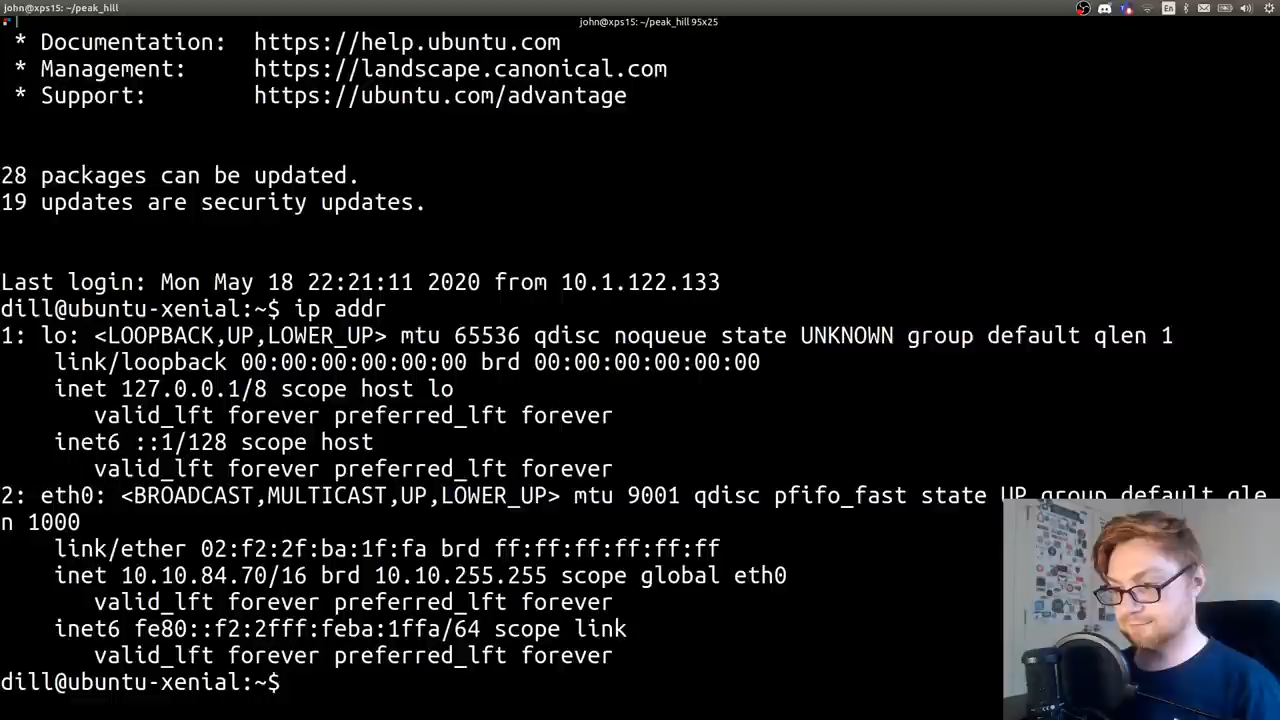 john@xps15: ~/peak_hill
john@xps15: ~/peak_hill 95x25
En
* Documentation:  https://help.ubuntu.com
* Management:     https://landscape.canonical.com
* Support:        https://ubuntu.com/advantage
28 packages can be updated.
19 updates are security updates.
Last login: Mon May 18 22:21:11 2020 from 10.1.122.133
dill@ubuntu-xenial:~$ ip addr
1: lo: <LOOPBACK,UP,LOWER_UP> mtu 65536 qdisc noqueue state UNKNOWN group default qlen 1
link/loopback 00:00:00:00:00:00 brd 00:00:00:00:00:00
inet 127.0.0.1/8 scope host lo
valid_lft forever preferred_lft forever
inet6 ::1/128 scope host
valid_lft forever preferred_lft forever
2: eth0: <BROADCAST,MULTICAST,UP,LOWER_UP> mtu 9001 qdisc pfifo_fast state UP group default qle
n 1000
link/ether 02:f2:2f:ba:1f:fa brd ff:ff:ff:ff:ff:ff
inet 10.10.84.70/16 brd 10.10.255.255 scope global eth0
valid_lft forever preferred_lft forever
inet6 fe80::f2:2fff:feba:1ffa/64 scope link
valid_lft forever preferred_lft forever
dill@ubuntu-xenial:~$